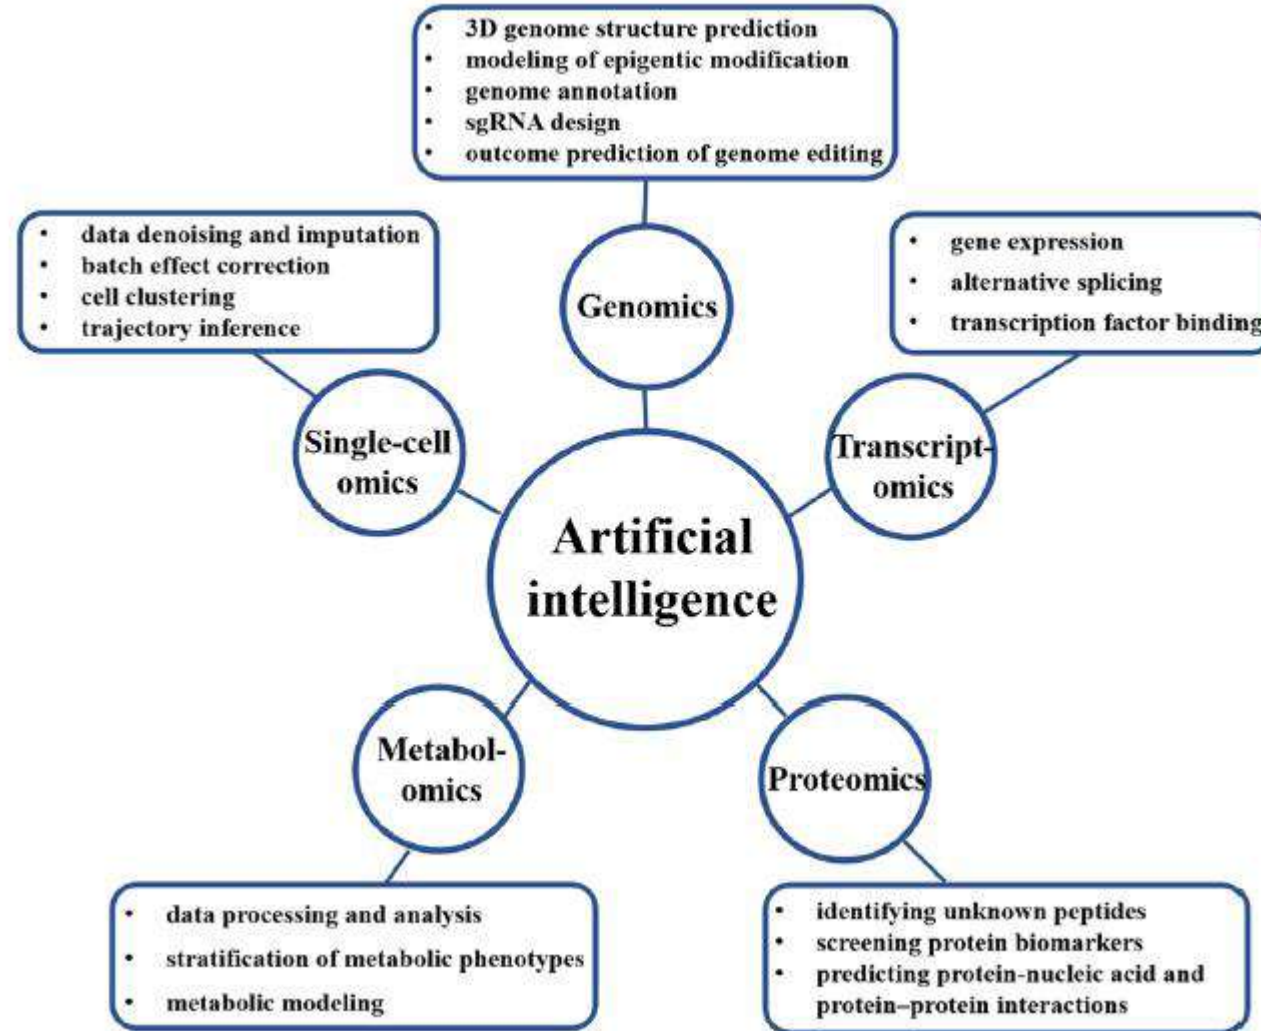 • 3D genome structure prediction
• modeling of epigentic modification
• genome annotation
• sgRNA design
• outcome prediction of genome editing
• data denoising and imputation
• batch effect correction
• cell clustering
• trajectory inference
• gene expression
• alternative splicing
• transcription factor binding
Genomics
Single-cell
omics
Transcript-
omics
Artificial
intelligence
Metabol-
omics
Proteomics
• data processing and analysis
• stratification of metabolic phenotypes
• metabolic modeling
• identifying unknown peptides
• screening protein biomarkers
• predicting protein-nucleic acid and
protein–protein interactions